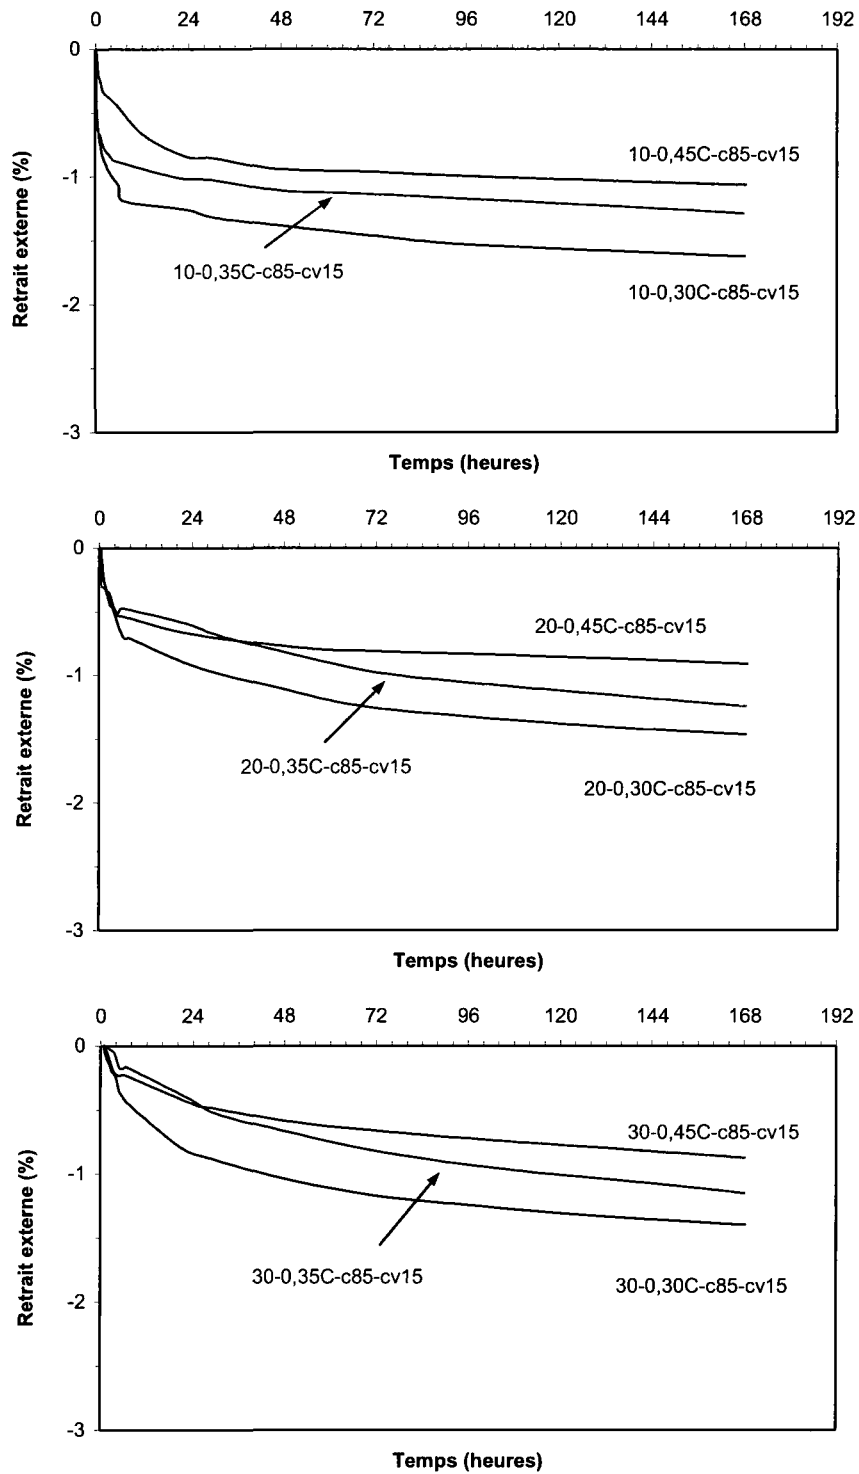 0 24 48 72 96 120 144 168 192
0
-1
-2
-3
Retrait externe (%)
10-0,45C-c85-cv15
10-0,35C-c85-cv15
10-0,30C-c85-cv15
Temps (heures)
0 24 48 72 96 120 144 168 192
0
-1
-2
-3
Retrait externe (%)
20-0,45C-c85-cv15
20-0,35C-c85-cv15
20-0,30C-c85-cv15
Temps (heures)
0 24 48 72 96 120 144 168 192
0
-1
-2
-3
Retrait externe (%)
30-0,45C-c85-cv15
30-0,35C-c85-cv15
30-0,30C-c85-cv15
Temps (heures)